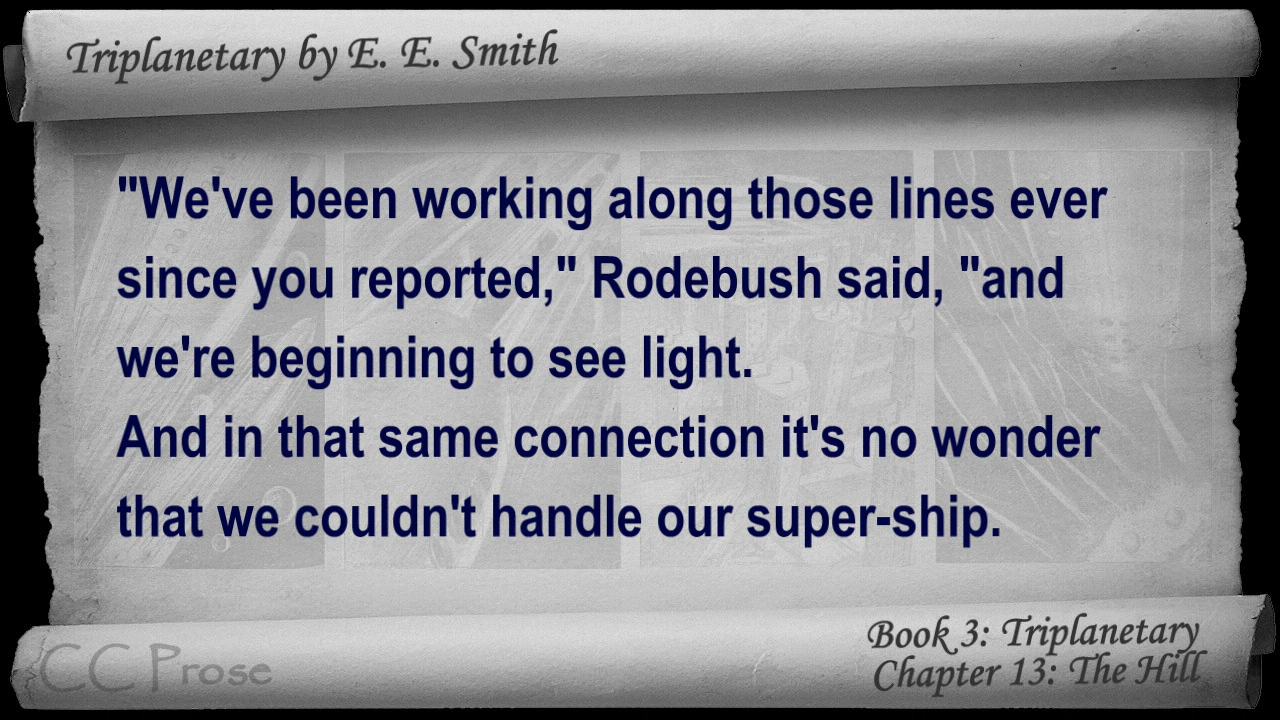 Triplanetary by E. E. Smith
"We've been working along those lines ever
since you reported," Rodebush said, "and
we're beginning to see light.
And in that same connection it's no wonder
that we couldn't handle our super-ship.
Book 3: Triplanetary
Chapter 13: The Hill
CC Prose